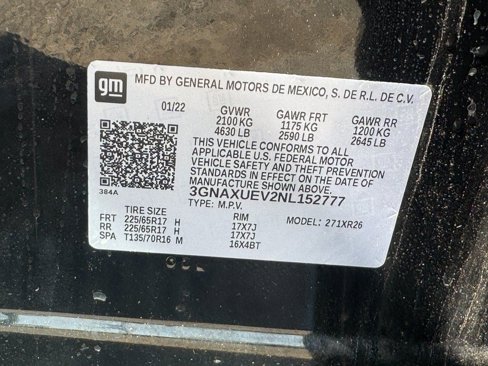 gm MFD BY GENERAL MOTORS DE MEXICO, S. DE R.L. DE C.V.
01/22 GVWR GAWR FRT GAWR RR
2100 KG 1175 KG 1200 KG
4630 LB 2590 LB 2645 LB
THIS VEHICLE CONFORMS TO ALL
APPLICABLE U.S. FEDERAL MOTOR
VEHICLE SAFETY AND THEFT PREVENTION
STANDARDS IN EFFECT ON THE DATE OF
MANUFACTURE SHOWN ABOVE.
384A 3GNAXUEV2NL152777
TYPE: M.P.V. MODEL: 271XR26
TIRE SIZE RIM
FRT 225/65R17 H 17X7J
RR 225/65R17 H 17X7J
SPA T135/70R16 M 16X4BT